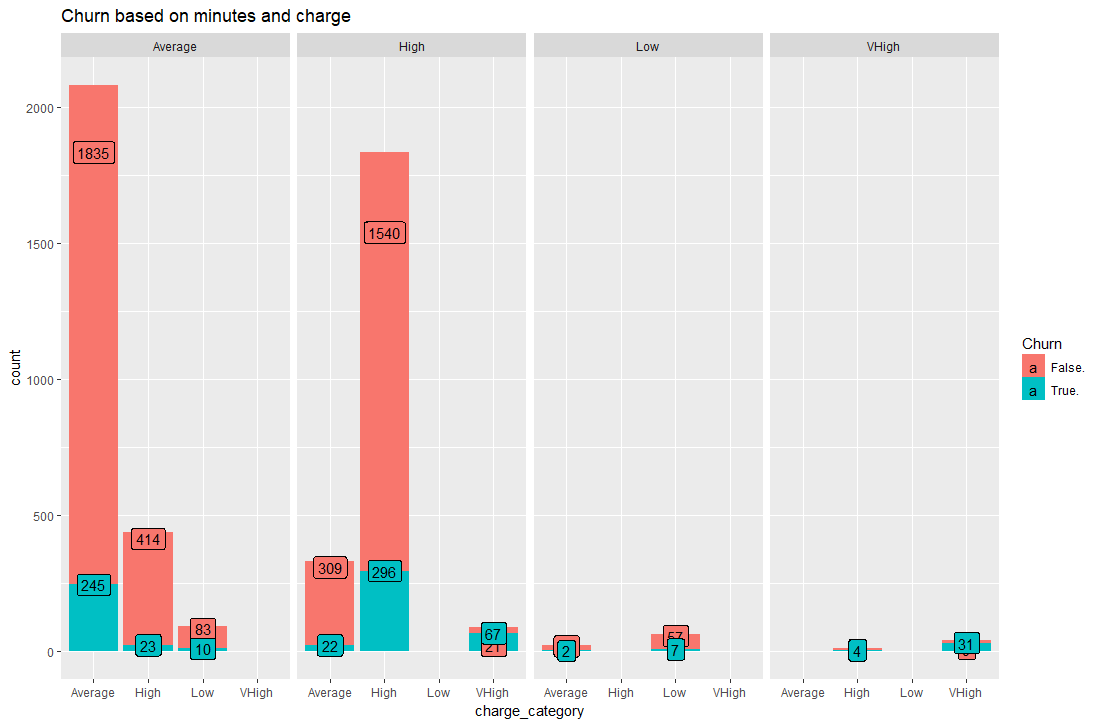 Churn based on minutes and charge
Average High Low VHigh
2000
1500
1000
500
0
count
1835
245
414
23
83
10
309
22
1540
296
67
21
2
57
7
4
31
Average High Low VHigh Average High Low VHigh Average High Low VHigh Average High Low VHigh
charge_category
Churn
a False.
a True.